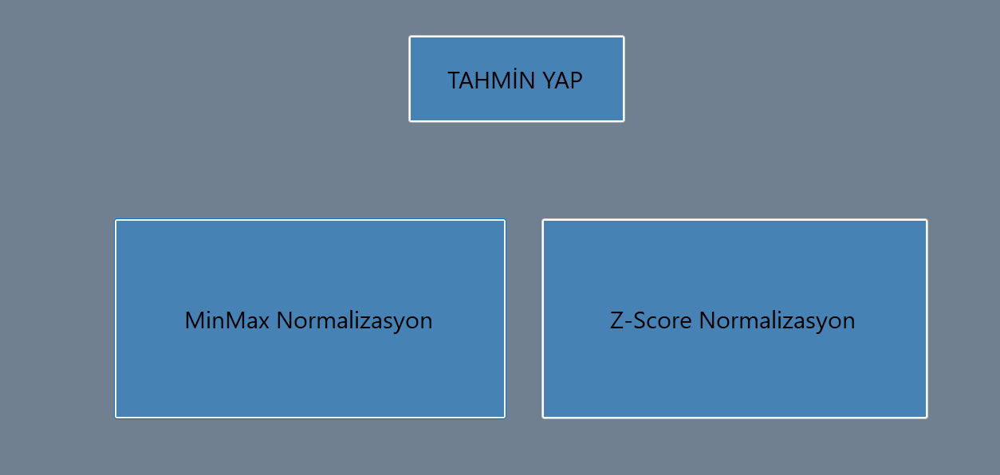 TAHMİN YAP
MinMax Normalizasyon
Z-Score Normalizasyon